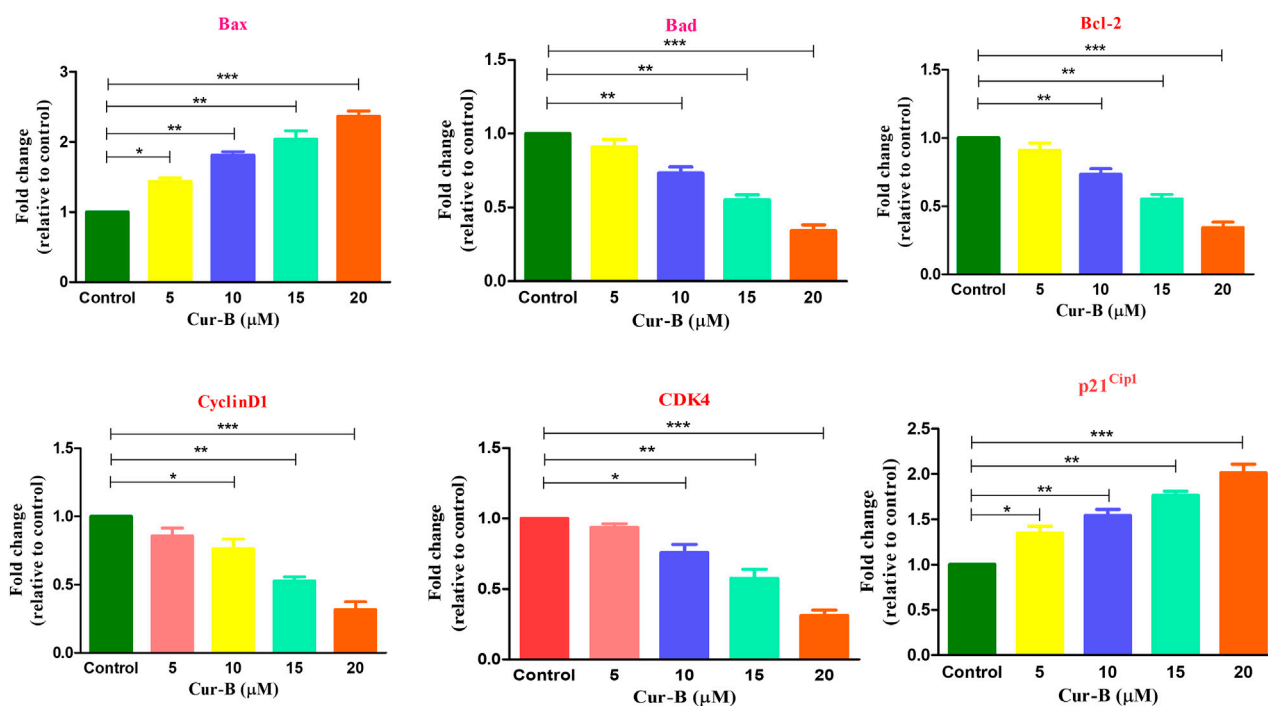 Bax
***
**
**
*
3
2
1
0
Fold change
(relative to control)
Control 5 10 15 20
Cur-B (μM)
Bad
***
**
**
1.5
1.0
0.5
0.0
Fold change
(relative to control)
Control 5 10 15 20
Cur-B (μM)
Bcl-2
***
**
**
1.5
1.0
0.5
0.0
Fold change
(relative to control)
Control 5 10 15 20
Cur-B (μM)
CyclinD1
***
**
*
1.5
1.0
0.5
0.0
Fold change
(relative to control)
Control 5 10 15 20
Cur-B (μM)
CDK4
***
**
*
1.5
1.0
0.5
0.0
Fold change
(relative to control)
Control 5 10 15 20
Cur-B (μM)
p21^Cip1
***
**
**
*
2.5
2.0
1.5
1.0
0.5
0.0
Fold change
(relative to control)
Control 5 10 15 20
Cur-B (μM)